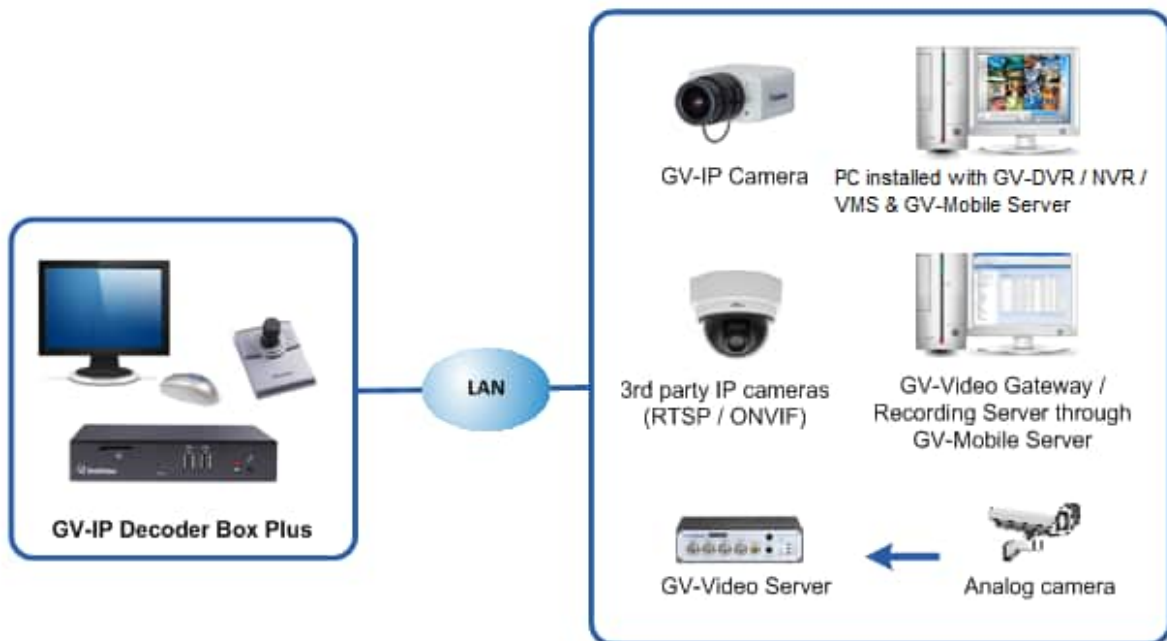 GV-IP Camera
PC installed with GV-DVR / NVR /
VMS & GV-Mobile Server
3rd party IP cameras
(RTSP / ONVIF)
GV-Video Gateway /
Recording Server through
GV-Mobile Server
LAN
GV-IP Decoder Box Plus
GV-Video Server
Analog camera